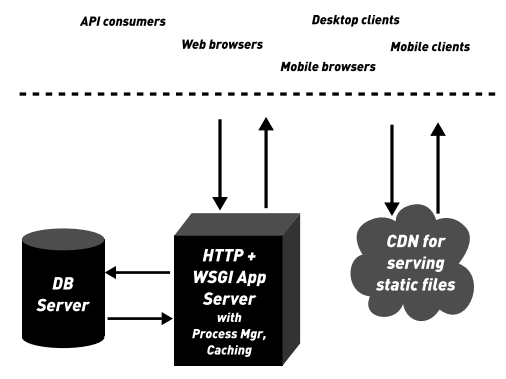 API consumers
Desktop clients
Web browsers
Mobile clients
Mobile browsers
DB
Server
HTTP +
WSGI App
Server
with
Process Mgr,
Caching
CDN for
serving
static files